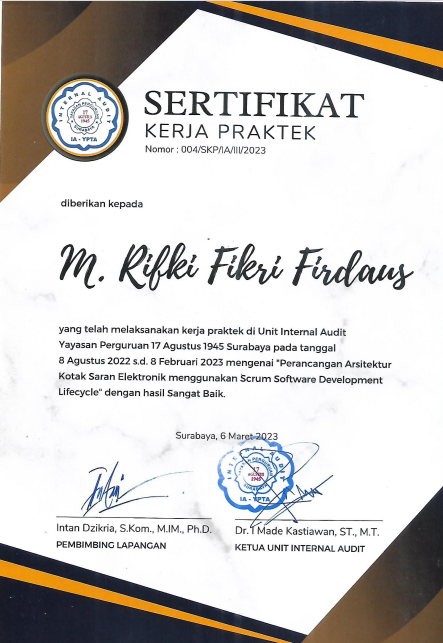 INTERNAL AUDIT
YAYASAN PERGURUAN
17
AGUSTUS
1945
SURABAYA
IA - YPTA
SERTIFIKAT
KERJA PRAKTEK
Nomor : 004/SKP/IA/III/2023
diberikan kepada
M. Rifki Fikri Firdaus
yang telah melaksanakan kerja praktek di Unit Internal Audit
Yayasan Perguruan 17 Agustus 1945 Surabaya pada tanggal
8 Agustus 2022 s.d. 8 Februari 2023 mengenai "Perancangan Arsitektur
Kotak Saran Elektronik menggunakan Scrum Software Development
Lifecycle" dengan hasil Sangat Baik.
Surabaya, 6 Maret 2023
INTERNAL AUDIT
17
AGUSTUS
1945
SURABAYA
IA - YPTA
Intan Dzikria, S.Kom., M.IM., Ph.D.
PEMBIMBING LAPANGAN
Dr. I Made Kastiawan, ST., M.T.
KETUA UNIT INTERNAL AUDIT